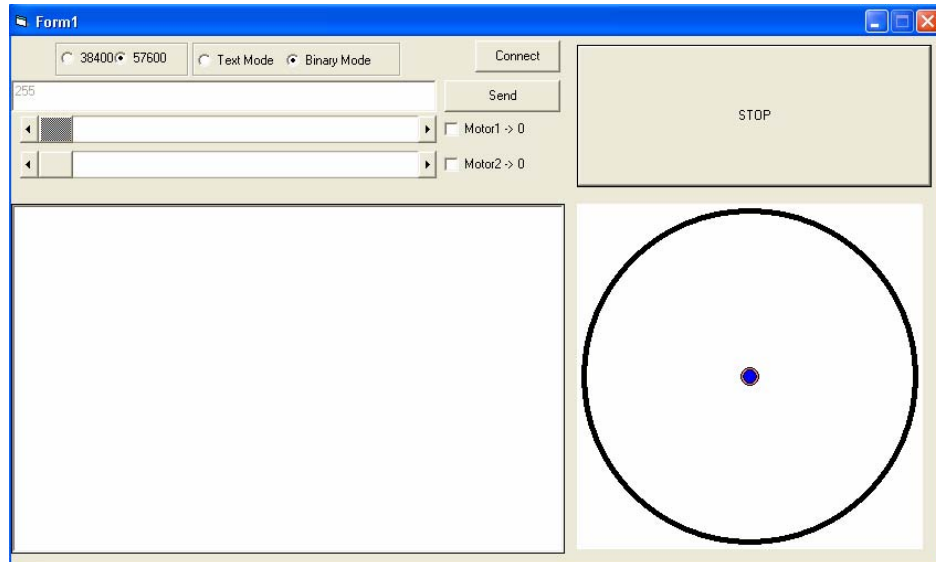 Form1
38400 57600 Text Mode Binary Mode Connect
255 Send
STOP
Motor1 -> 0
Motor2 -> 0